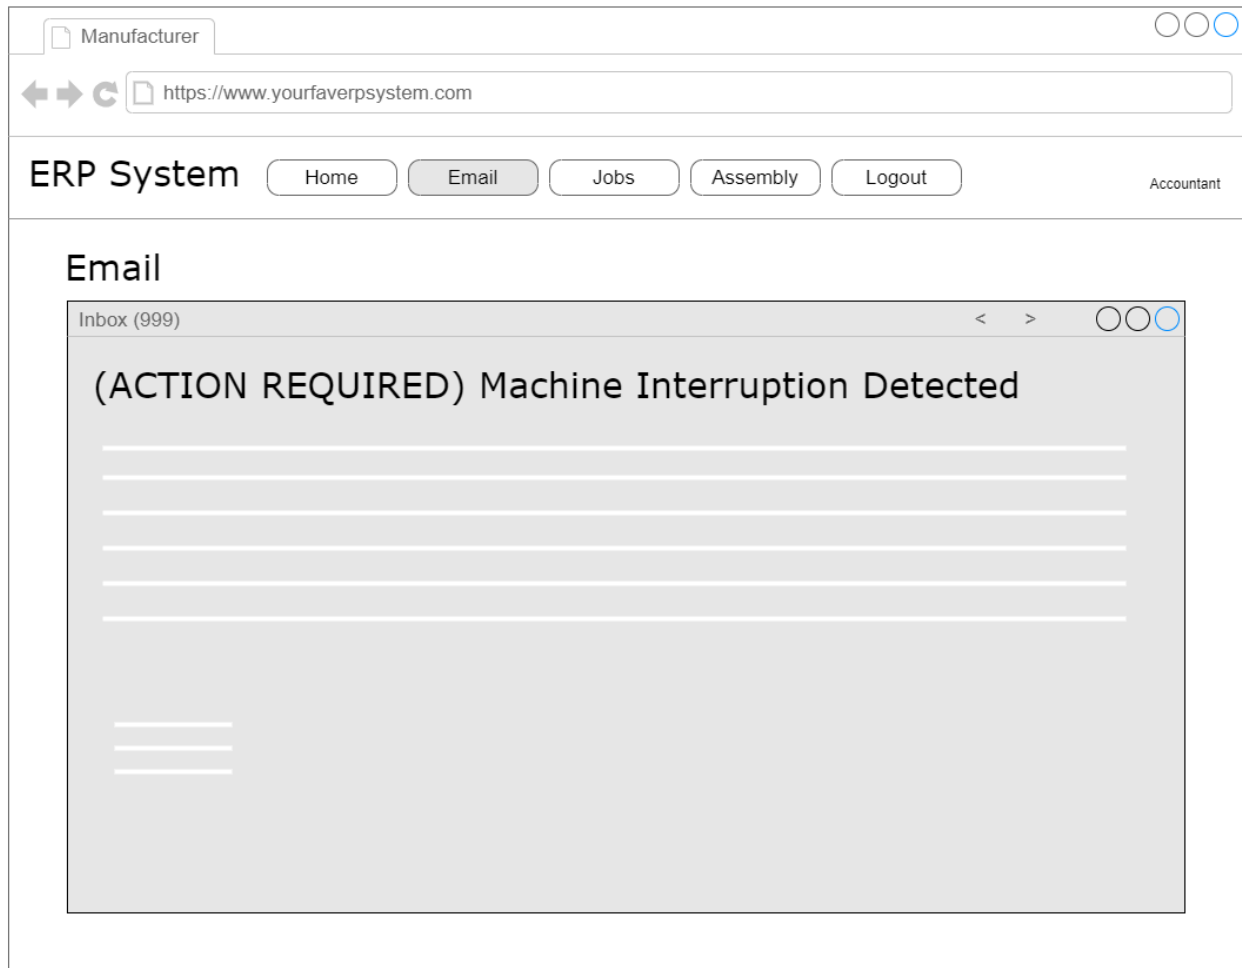 Manufacturer
https://www.yourfaverpsystem.com
ERP System Home Email Jobs Assembly Logout Accountant
Email
Inbox (999) < >
(ACTION REQUIRED) Machine Interruption Detected